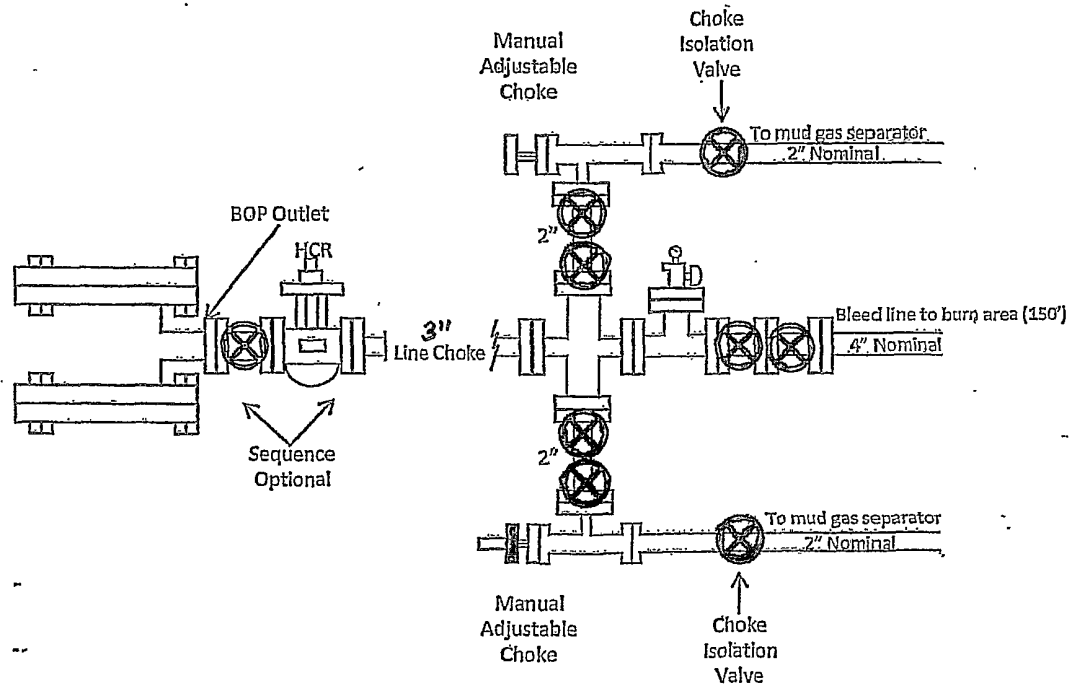 Choke
Isolation
Valve
Manual
Adjustable
Choke
To mud gas separator
2" Nominal
BOP Outlet
HCR
2"
Bleed line to burn area (150')
4" Nominal
3"
Line Choke
2"
Sequence
Optional
To mud gas separator
2" Nominal
Manual
Adjustable
Choke
Choke
Isolation
Valve